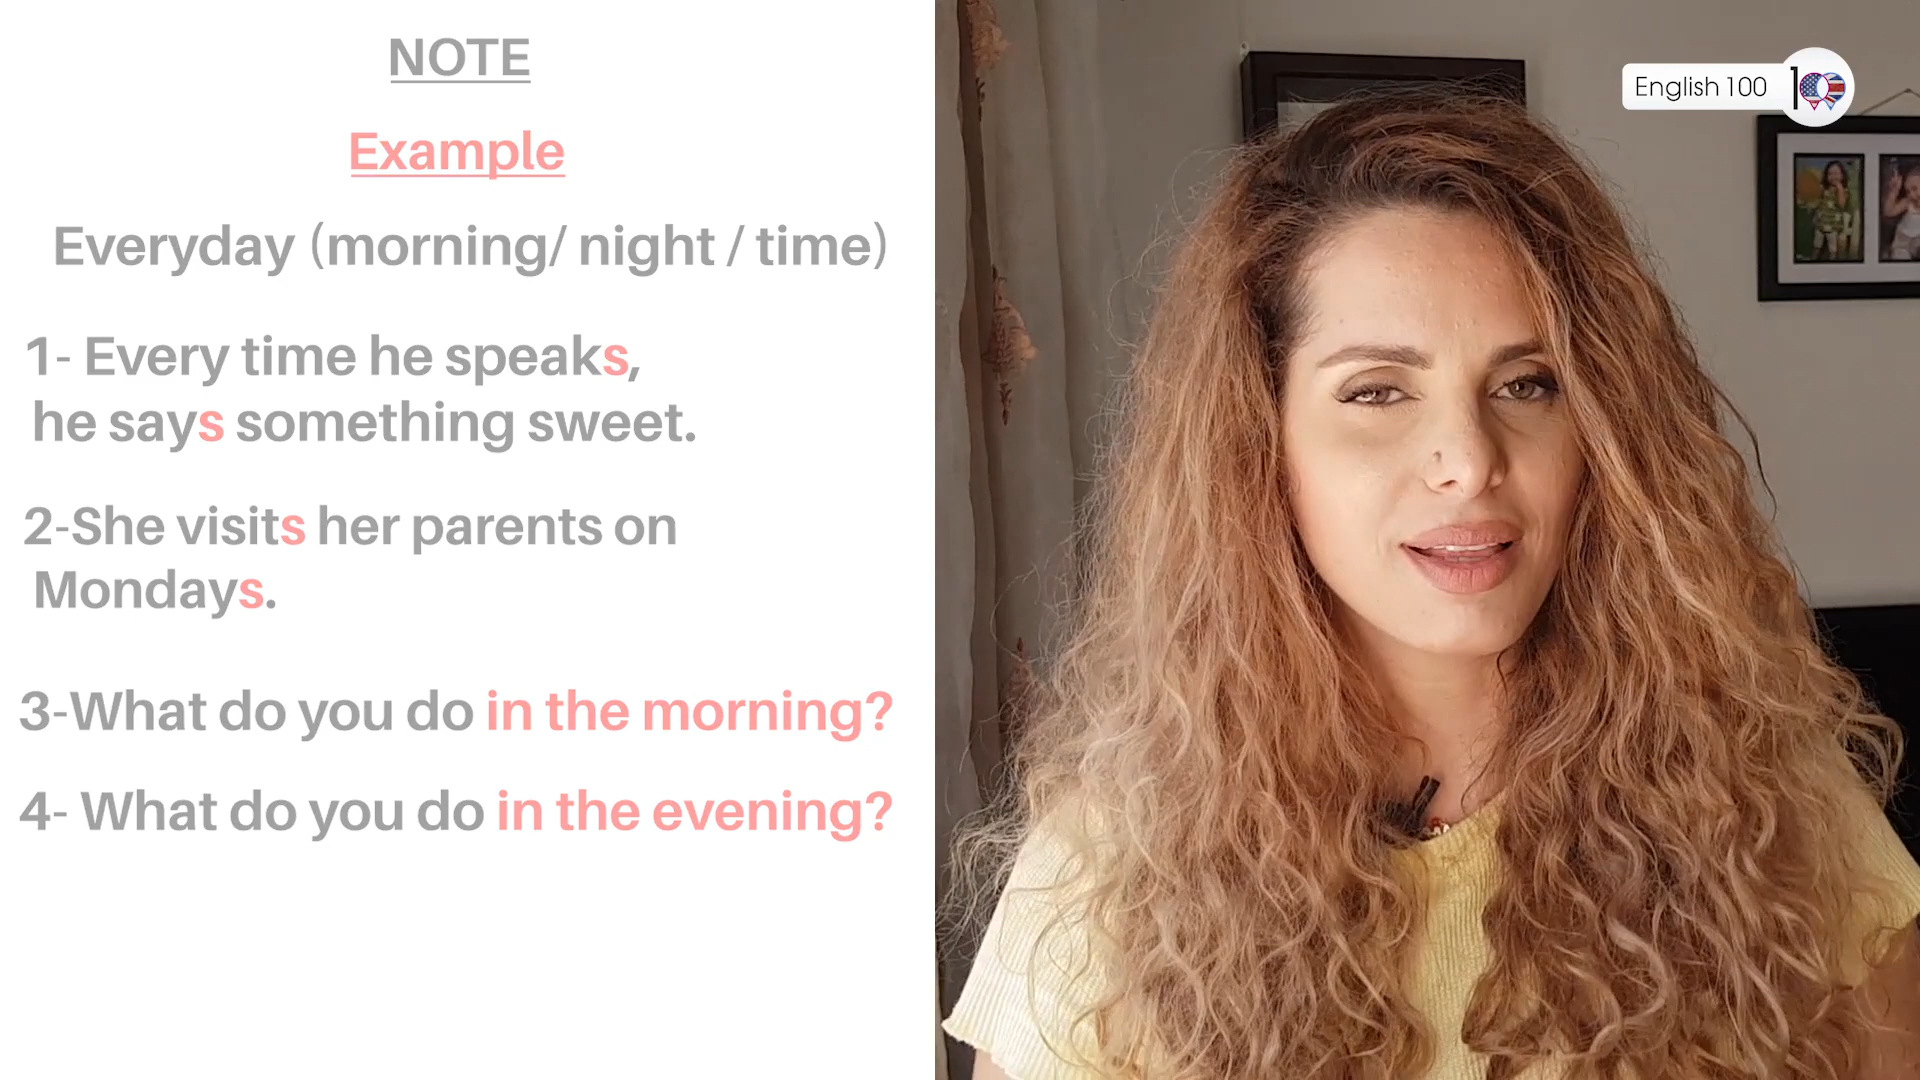 NOTE
Example
Everyday (morning/ night / time)
1- Every time he speaks,
he says something sweet.
2-She visits her parents on
Mondays.
3-What do you do in the morning?
4- What do you do in the evening?
English 100
10